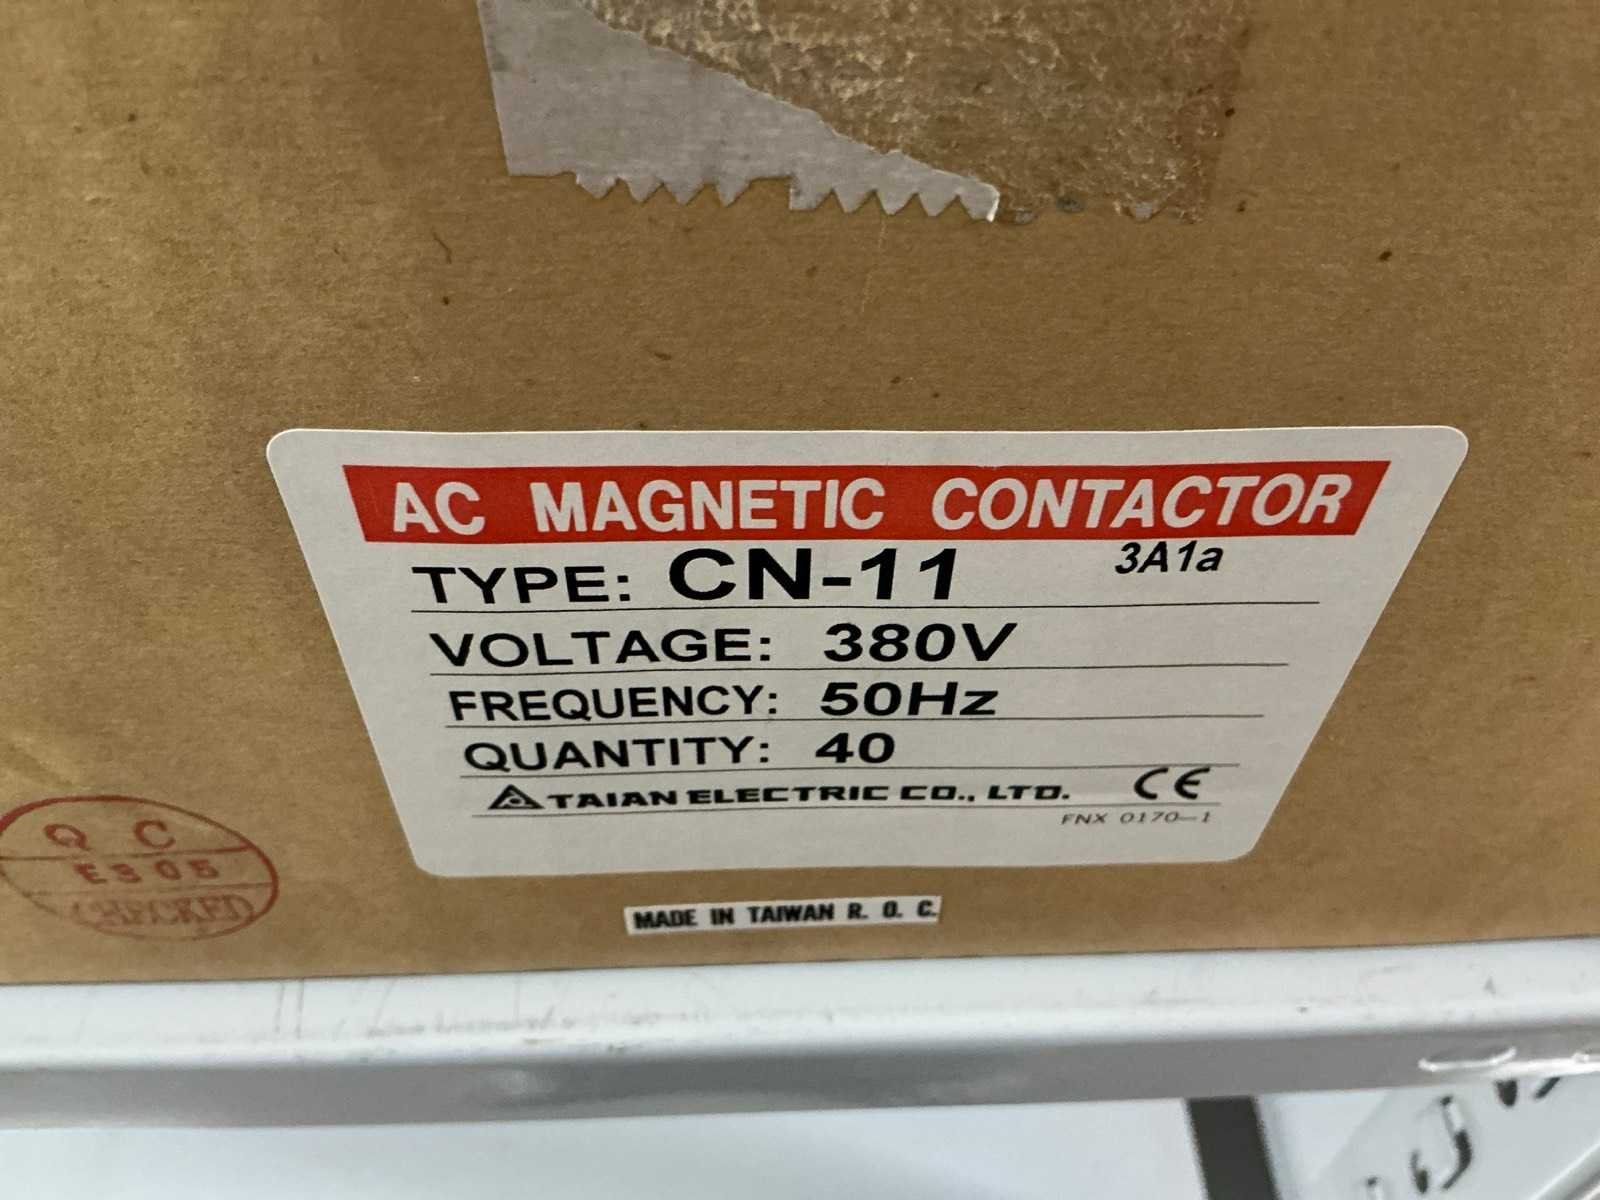 AC MAGNETIC CONTACTOR
TYPE: CN-11 3A1a
VOLTAGE: 380V
FREQUENCY: 50Hz
QUANTITY: 40
TAIAN ELECTRIC CO., LTD. CE
FNX 0170-1
Q C
E305
CHECKED
MADE IN TAIWAN R. O. C.